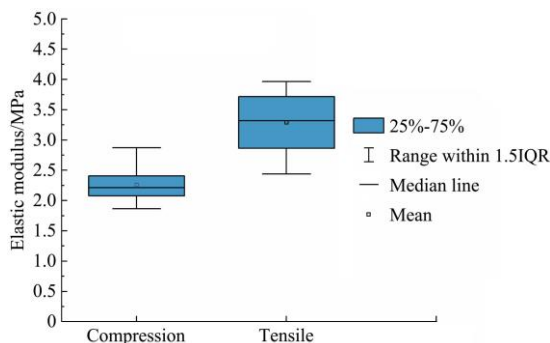 Elastic modulus/MPa
5.0
4.5
4.0
3.5
3.0
2.5
2.0
1.5
1.0
0.5
0
Compression
Tensile
25%-75%
Range within 1.5IQR
Median line
Mean